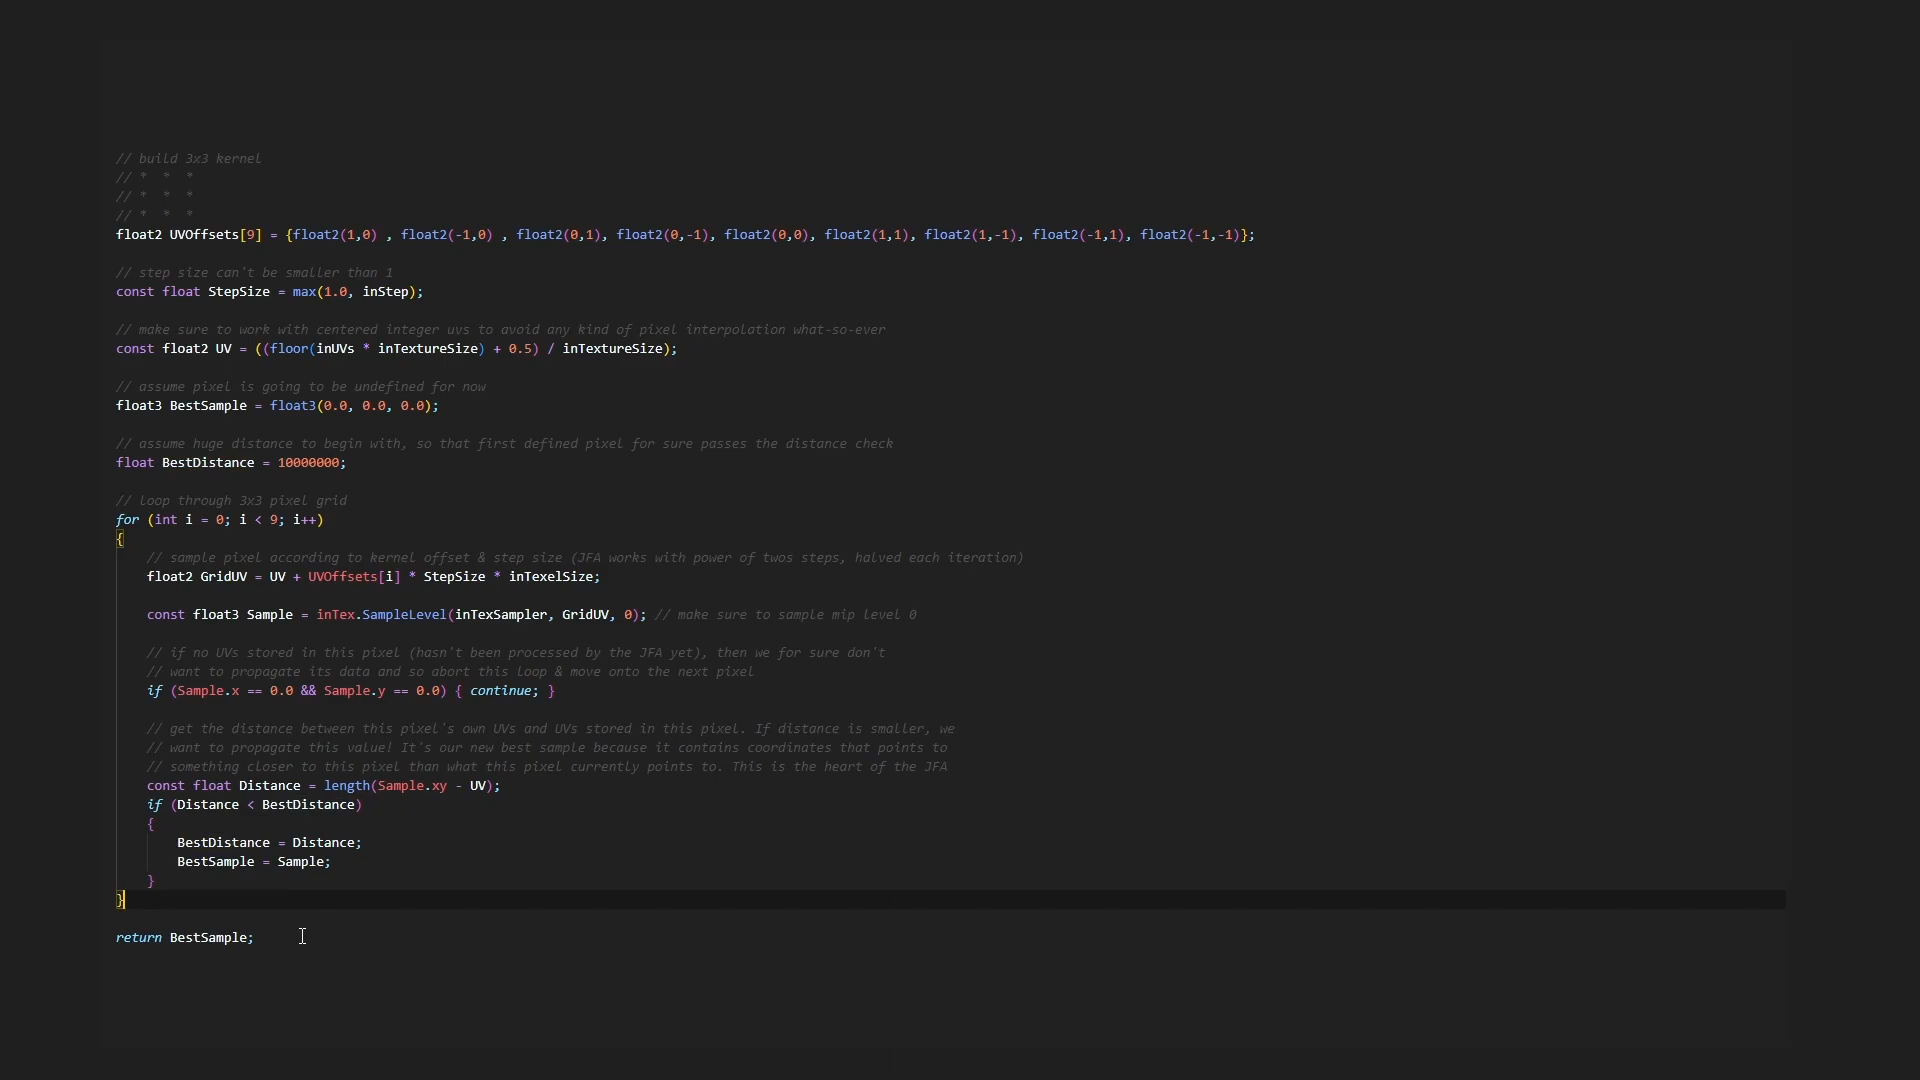 // build 3x3 kernel
// *  *  *
// *  *  *
// *  *  *
float2 UVOffsets[9] = {float2(1,0) , float2(-1,0) , float2(0,1), float2(0,-1), float2(0,0), float2(1,1), float2(1,-1), float2(-1,1), float2(-1,-1)};
// step size can't be smaller than 1
const float StepSize = max(1.0, inStep);
// make sure to work with centered integer uvs to avoid any kind of pixel interpolation what-so-ever
const float2 UV = ((floor(inUVs * inTextureSize) + 0.5) / inTextureSize);
// assume pixel is going to be undefined for now
float3 BestSample = float3(0.0, 0.0, 0.0);
// assume huge distance to begin with, so that first defined pixel for sure passes the distance check
float BestDistance = 10000000;
// loop through 3x3 pixel grid
for (int i = 0; i < 9; i++)
{
// sample pixel according to kernel offset & step size (JFA works with power of twos steps, halved each iteration)
float2 GridUV = UV + UVOffsets[i] * StepSize * inTexelSize;
const float3 Sample = inTex.SampleLevel(inTexSampler, GridUV, 0); // make sure to sample mip level 0
// if no UVs stored in this pixel (hasn't been processed by the JFA yet), then we for sure don't
// want to propagate its data and so abort this loop & move onto the next pixel
if (Sample.x == 0.0 && Sample.y == 0.0) { continue; }
// get the distance between this pixel's own UVs and UVs stored in this pixel. If distance is smaller, we
// want to propagate this value! It's our new best sample because it contains coordinates that points to
// something closer to this pixel than what this pixel currently points to. This is the heart of the JFA
const float Distance = length(Sample.xy - UV);
if (Distance < BestDistance)
{
BestDistance = Distance;
BestSample = Sample;
}
}
return BestSample;